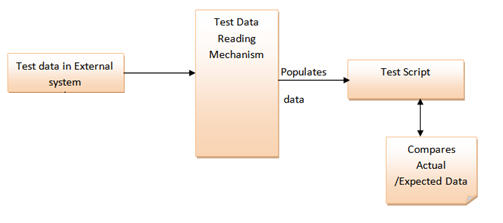 Test data in External
system
Test Data
Reading
Mechanism
Populates
data
Test Script
Compares
Actual
/Expected Data